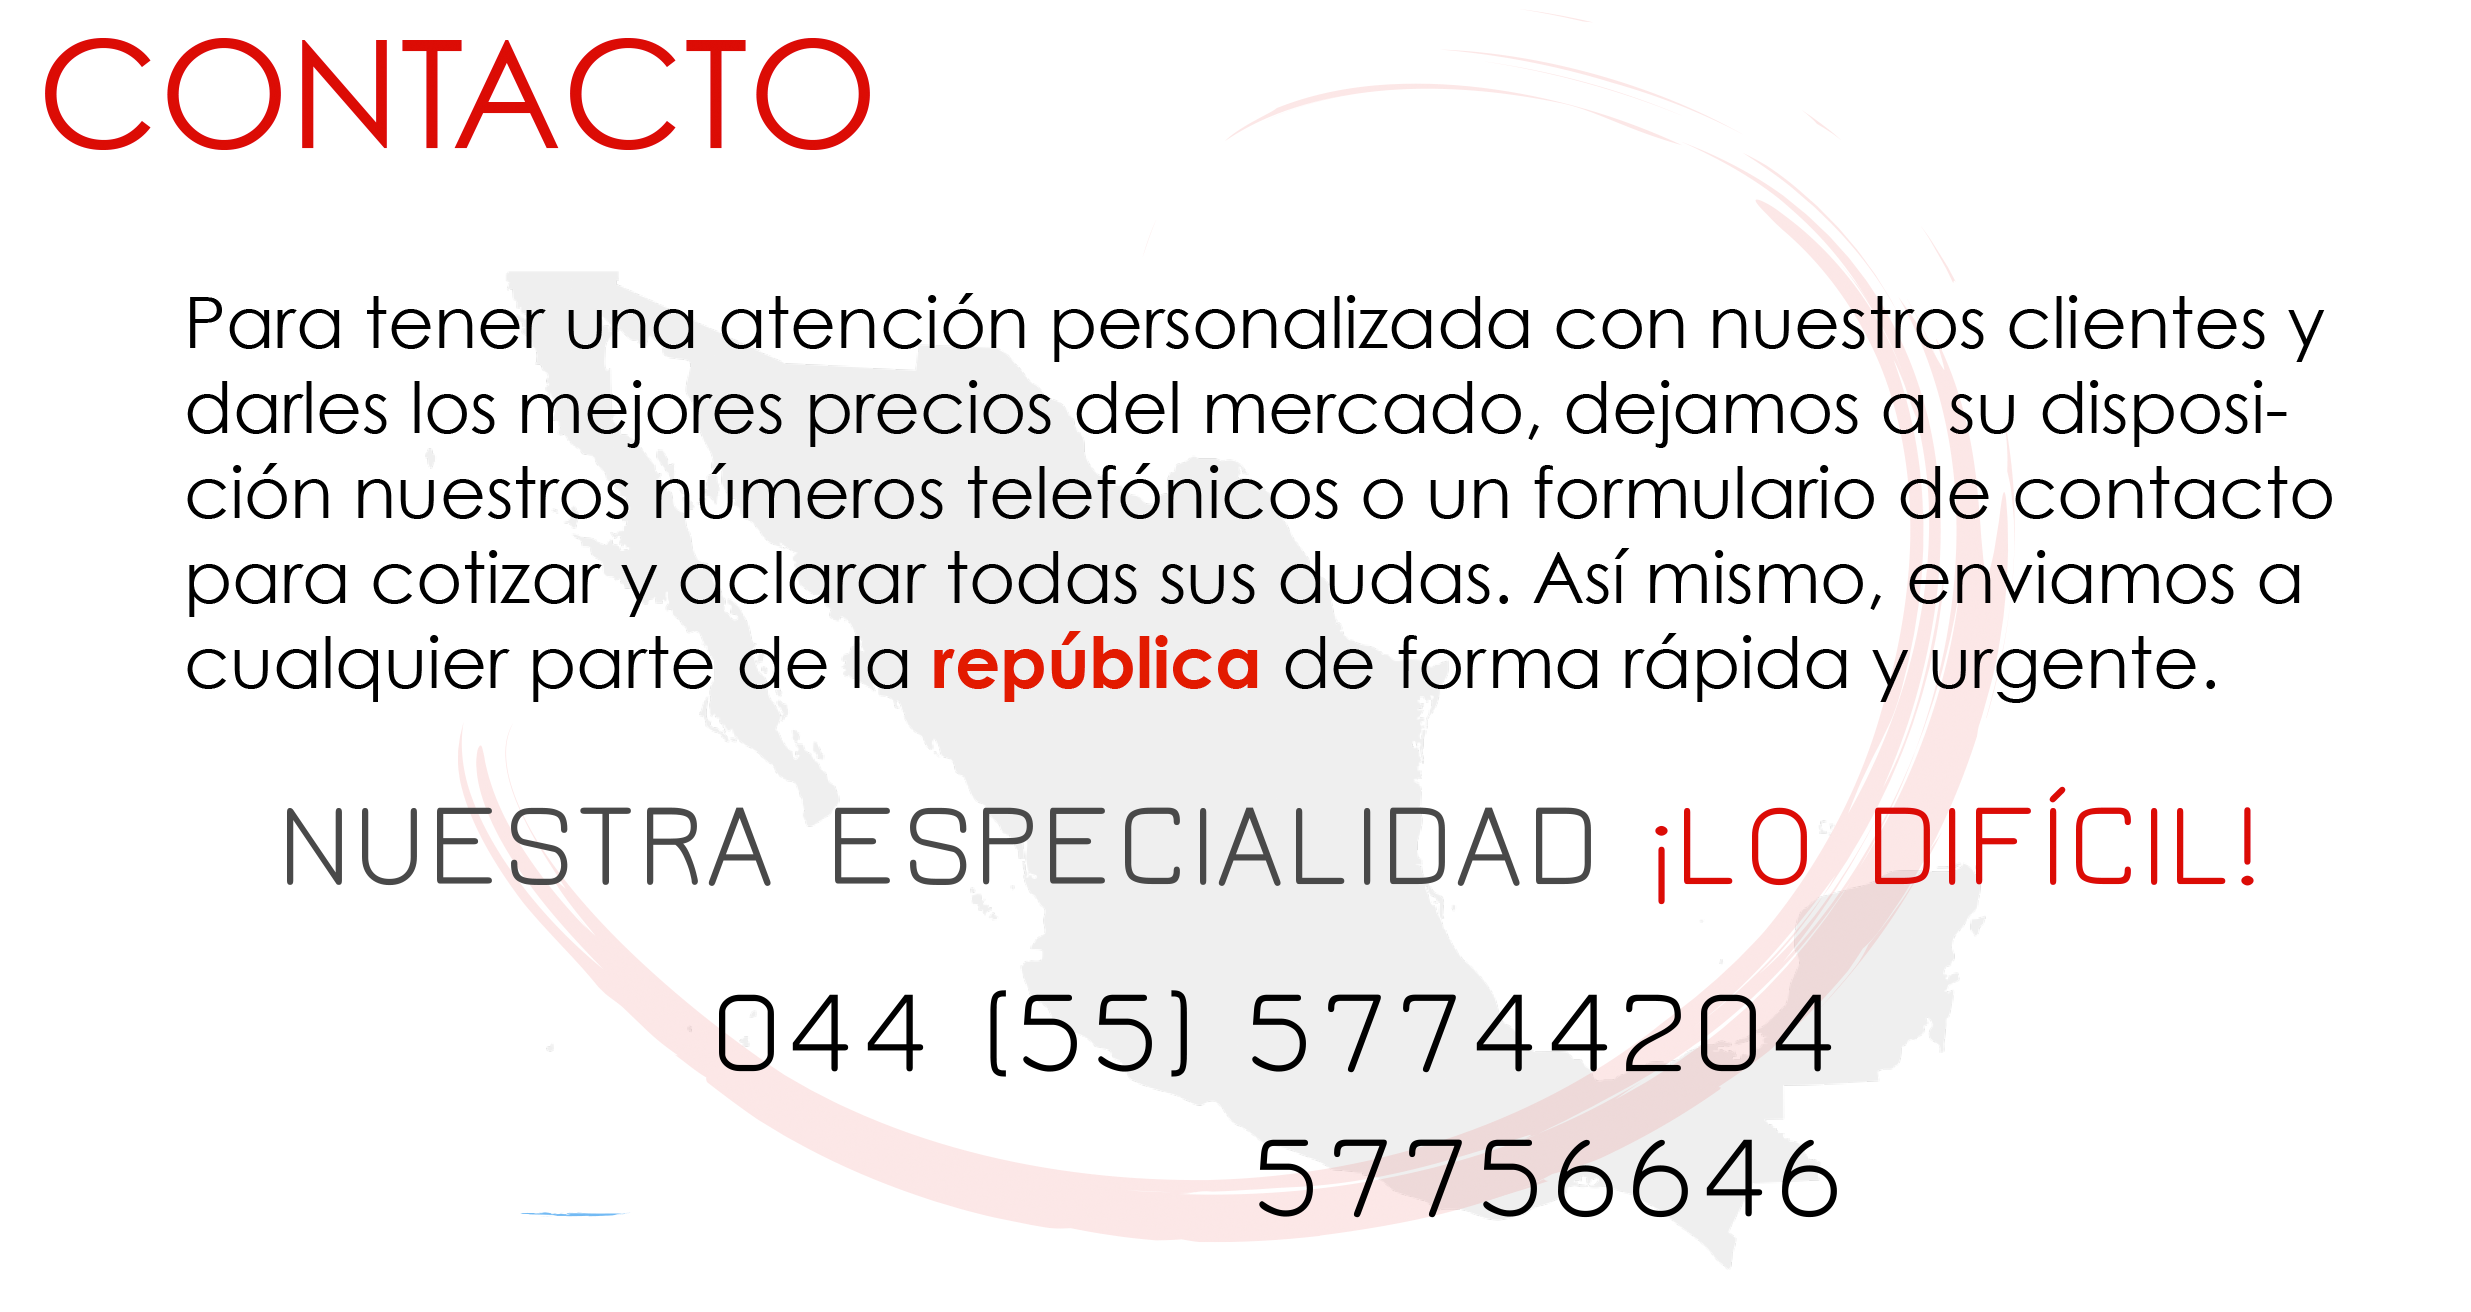 CONTACTO
Para tener una atención personalizada con nuestros clientes y
darles los mejores precios del mercado, dejamos a su disposi-
ción nuestros números telefónicos o un formulario de contacto
para cotizar y aclarar todas sus dudas. Así mismo, enviamos a
cualquier parte de la república de forma rápida y urgente.
NUESTRA ESPECIALIDAD ¡LO DIFÍCIL!
044 (55) 57744204
57756646